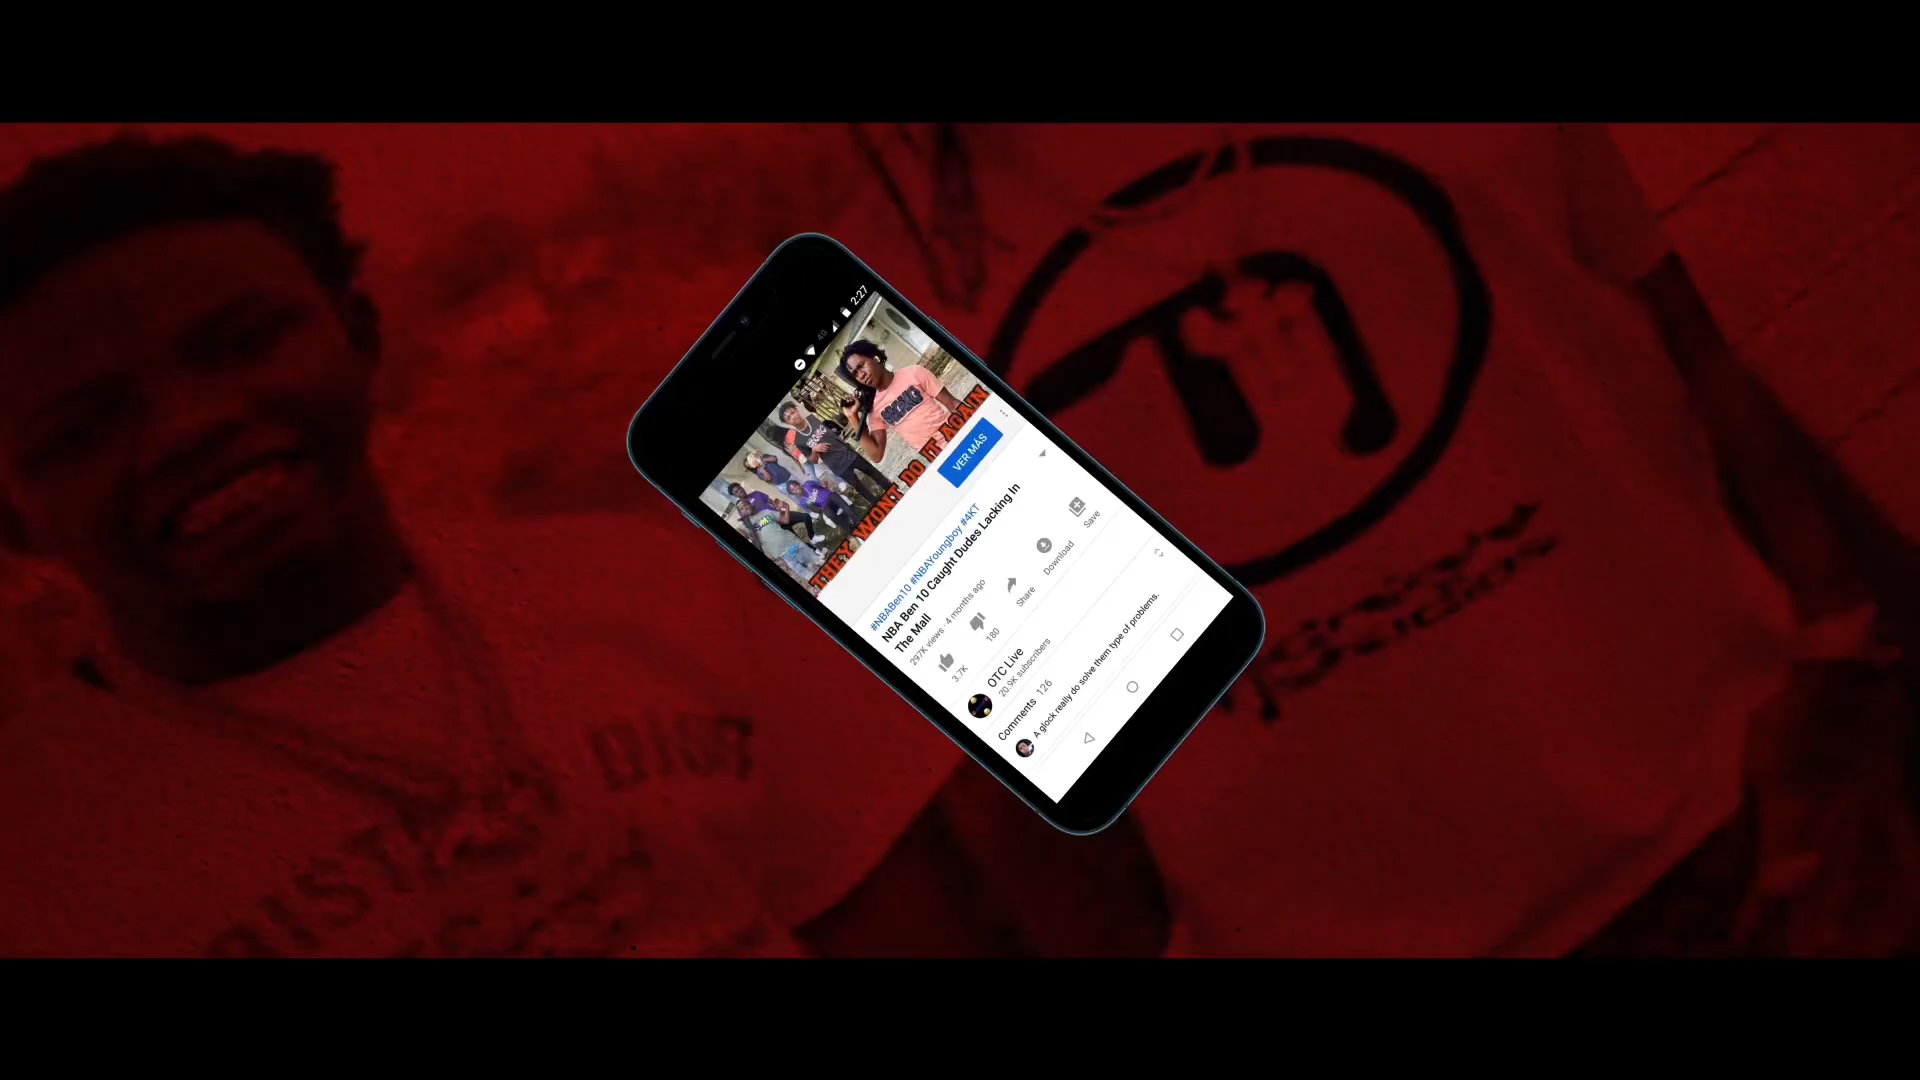 2:27
4G
THEY WONT DO IT AGAIN
VER MÁS
#NBABen10 #NBAYoungboy #4KT
NBA Ben 10 Caught Dudes Lacking In
The Mall
297K views · 4 months ago
3.7K
180
Share
Download
Save
OTC Live
20.9K subscribers
Comments 126
A glock really do solve them type of problems.